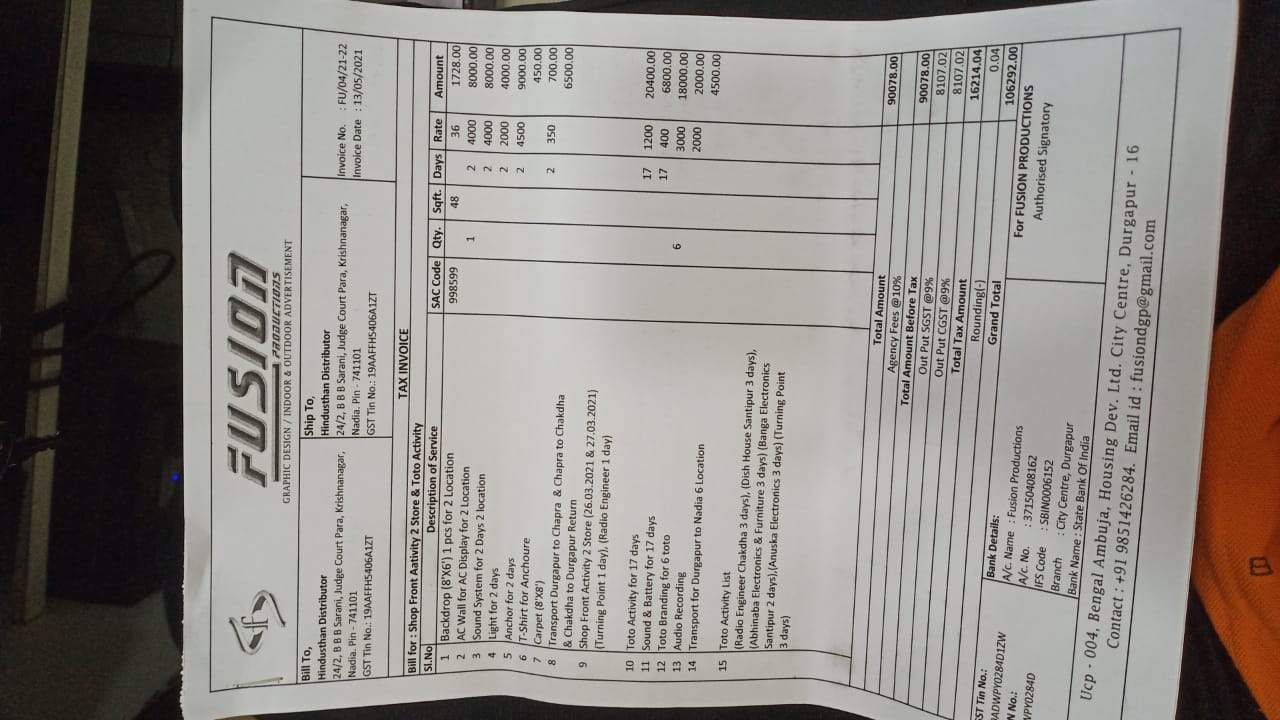 FUSION
PRODUCTIONS
GRAPHIC DESIGN / INDOOR & OUTDOOR ADVERTISEMENT
Bill To,
Hindusthan Distributor
24/2, B B B Sarani, Judge Court Para, Krishnanagar,
Nadia. Pin - 741101
GST Tin No.: 19AAFFH5406A1ZT
Ship To,
Hindusthan Distributor
24/2, B B B Sarani, Judge Court Para, Krishnanagar,
Nadia. Pin - 741101
GST Tin No.: 19AAFFH5406A1ZT
Invoice No. : FU/04/21-22
Invoice Date : 13/05/2021
TAX INVOICE
Bill for : Shop Front Aativity 2 Store & Toto Activity
Sl.No Description of Service SAC Code Qty. Sqft. Days Rate Amount
1 Backdrop (8'X6') 1 pcs for 2 Location 998599 48 36 1728.00
2 AC Wall for AC Display for 2 Location 1 2 4000 8000.00
3 Sound System for 2 Days 2 location 2 4000 8000.00
4 Light for 2 days 2 2000 4000.00
5 Anchor for 2 days 2 4500 9000.00
6 T-Shirt for Anchoure 450.00
7 Carpet (8'X8') 2 350 700.00
8 Transport Durgapur to Chapra & Chapra to Chakdha 6500.00
& Chakdha to Durgapur Return
9 Shop Front Activity 2 Store (26.03.2021 & 27.03.2021)
(Turning Point 1 day), (Radio Engineer 1 day)
10 Toto Activity for 17 days 17 1200 20400.00
11 Sound & Battery for 17 days 17 400 6800.00
12 Toto Branding for 6 toto 6 3000 18000.00
13 Audio Recording 2000 2000.00
14 Transport for Durgapur to Nadia 6 Location 4500.00
15 Toto Activity List
(Radio Engineer Chakdha 3 days), (Dish House Santipur 3 days),
(Abhinaba Electronics & Furniture 3 days) (Banga Electronics
Santipur 2 days),(Anuska Electronics 3 days) (Turning Point
3 days)
Total Amount 90078.00
Agency Fees @10%
Total Amount Before Tax 90078.00
Out Put SGST @9% 8107.02
Out Put CGST @9% 8107.02
Total Tax Amount 16214.04
Rounding(-) 0.04
Grand Total 106292.00
ST Tin No.:
ADWPY0284D1ZW
N No.:
WPY0284D
Bank Details:
A/c. Name : Fusion Productions
A/c. No. : 37150408162
IFS Code : SBIN0006152
Branch : City Centre, Durgapur
Bank Name : State Bank Of India
For FUSION PRODUCTIONS
Authorised Signatory
Ucp - 004, Bengal Ambuja, Housing Dev. Ltd. City Centre, Durgapur - 16
Contact : +91 9851426284. Email id : fusiondgp@gmail.com